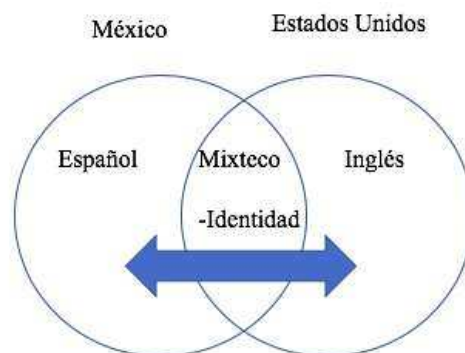 México
Estados Unidos
Español
Mixteco
Inglés
-Identidad